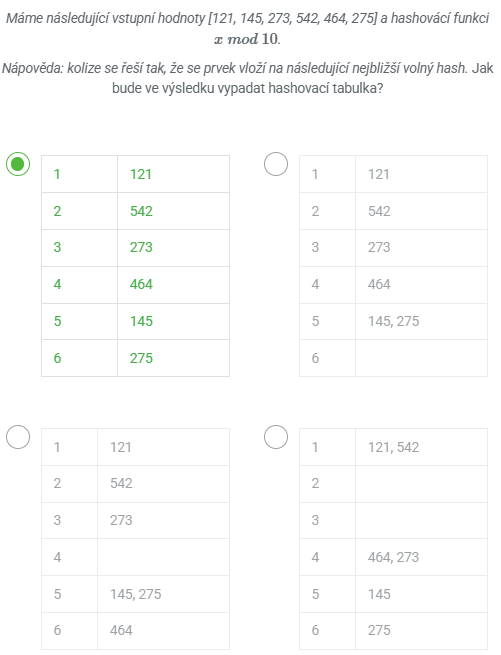 Máme následující vstupní hodnoty [121, 145, 273, 542, 464, 275] a hashovácí funkci
x mod 10.
Nápověda: kolize se řeší tak, že se prvek vloží na následující nejbližší volný hash. Jak
bude ve výsledku vypadat hashovací tabulka?
1 121
2 542
3 273
4 464
5 145
6 275
1 121
2 542
3 273
4 464
5 145, 275
6
1 121
2 542
3 273
4
5 145, 275
6 464
1 121, 542
2
3
4 464, 273
5 145
6 275